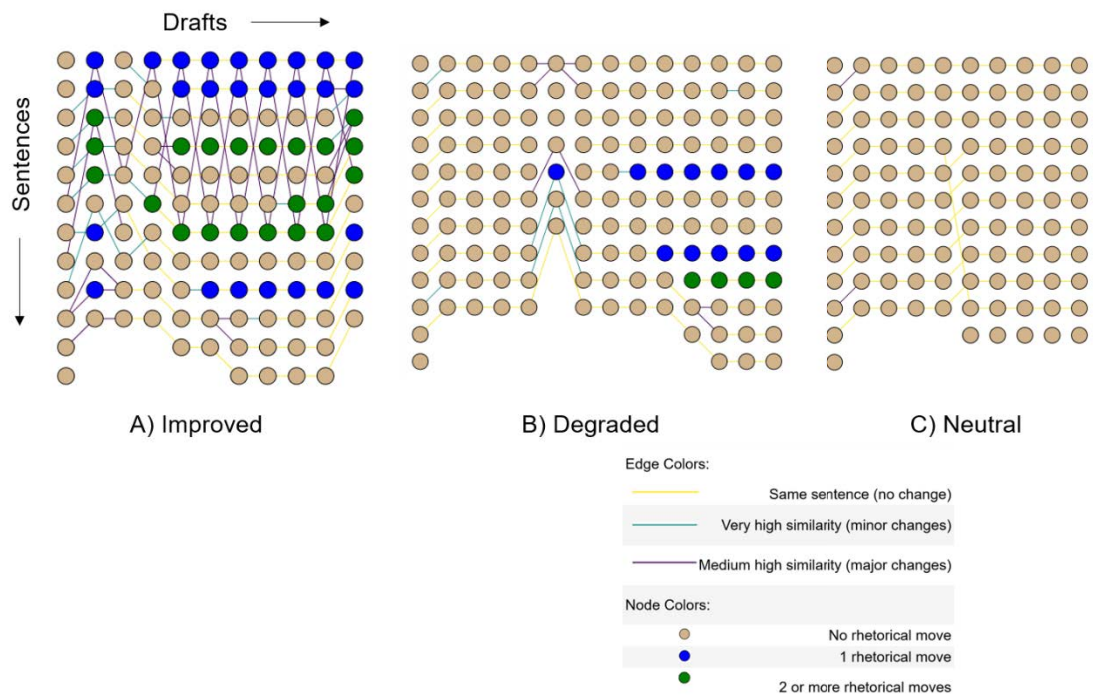 Drafts
Sentences
A) Improved
B) Degraded
C) Neutral
Edge Colors:
Same sentence (no change)
Very high similarity (minor changes)
Medium high similarity (major changes)
Node Colors:
No rhetorical move
1 rhetorical move
2 or more rhetorical moves